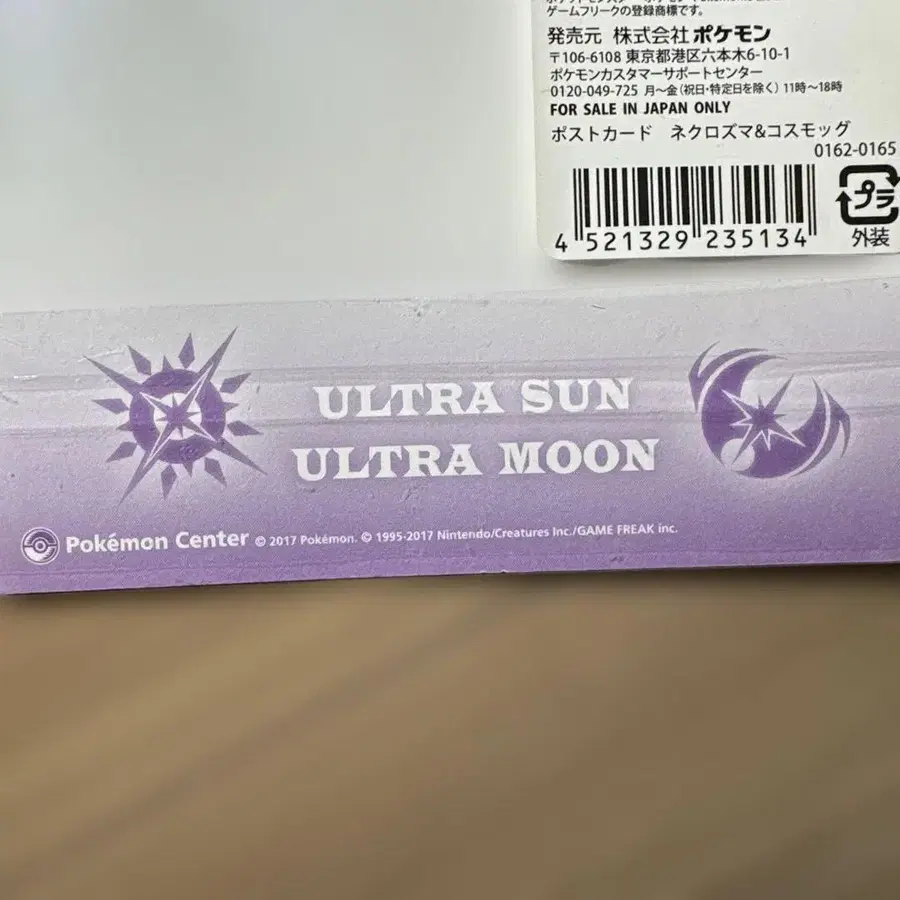 ゲームフリークの登録商標です。
発売元 株式会社ポケモン
〒106-6108 東京都港区六本木6-10-1
ポケモンカスタマーサポートセンター
0120-049-725 月～金(祝日・特定日を除く) 11時～18時
FOR SALE IN JAPAN ONLY
ポストカード ネクロズマ&コスモッグ
0162-0165
4 521329 235134
プラ
外装
ULTRA SUN
ULTRA MOON
Pokémon Center © 2017 Pokémon. © 1995-2017 Nintendo/Creatures Inc./GAME FREAK inc.